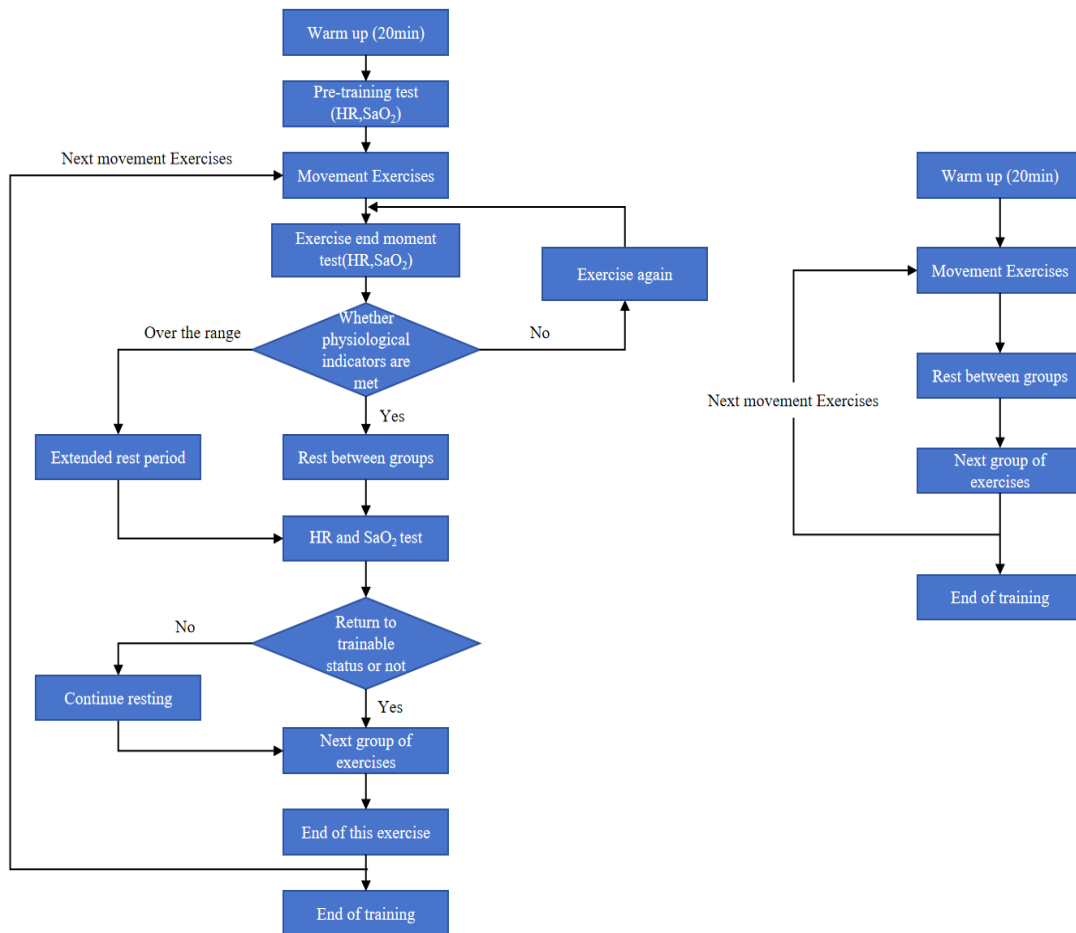 Warm up (20min)
Pre-training test
(HR,SaO₂)
Next movement Exercises
Movement Exercises
Exercise end moment
test(HR,SaO₂)
Exercise again
Over the range
Whether
physiological
indicators are
met
No
Yes
Extended rest period
Rest between groups
HR and SaO₂ test
No
Return to
trainable
status or not
Continue resting
Yes
Next group of
exercises
End of this exercise
End of training
Warm up (20min)
Movement Exercises
Rest between groups
Next movement Exercises
Next group of
exercises
End of training